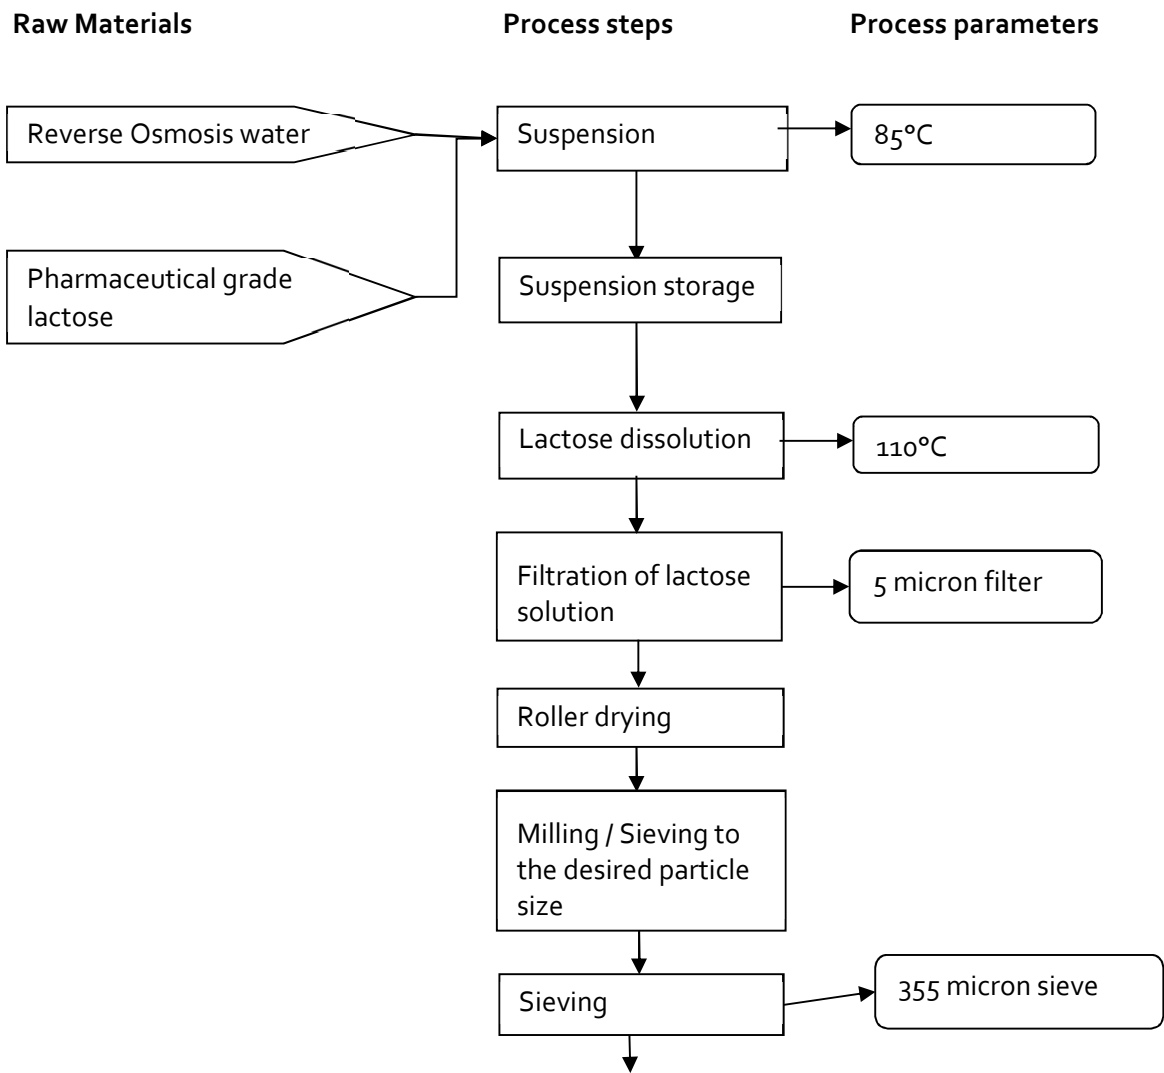 Raw Materials
Process steps
Process parameters
Reverse Osmosis water
Suspension
85°C
Pharmaceutical grade
lactose
Suspension storage
Lactose dissolution
110°C
Filtration of lactose
solution
5 micron filter
Roller drying
Milling / Sieving to
the desired particle
size
Sieving
355 micron sieve